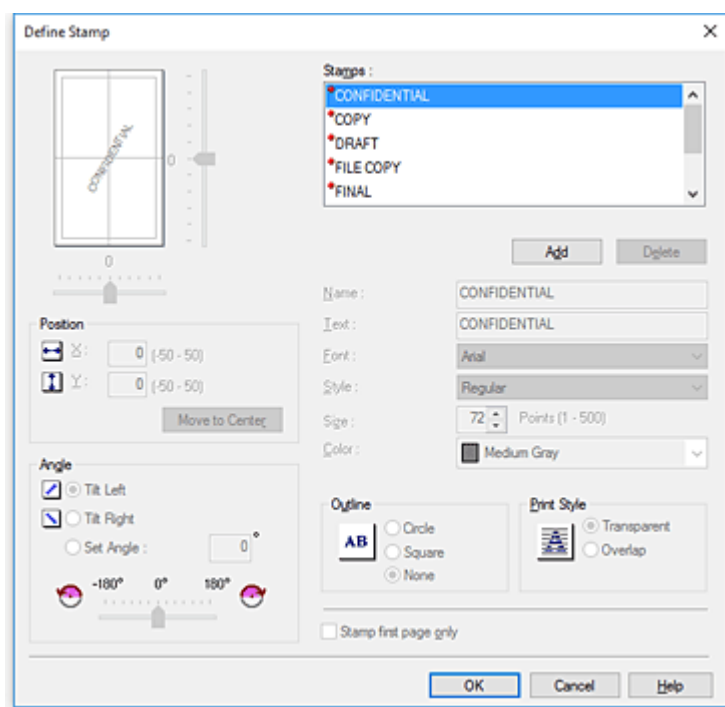 Define Stamp
CONFIDENTIAL
0
0
Stamps :
CONFIDENTIAL
COPY
DRAFT
FILE COPY
FINAL
Add Delete
Name : CONFIDENTIAL
Text : CONFIDENTIAL
Font : Arial
Style : Regular
Size : 72 Points (1 - 500)
Color : Medium Gray
Position
X: 0 (-50 - 50)
Y: 0 (-50 - 50)
Move to Center
Angle
Tilt Left
Tilt Right
Set Angle : 0 °
-180° 0° 180°
Outline
AB
Circle
Square
None
Print Style
A
Transparent
Overlap
Stamp first page only
OK Cancel Help